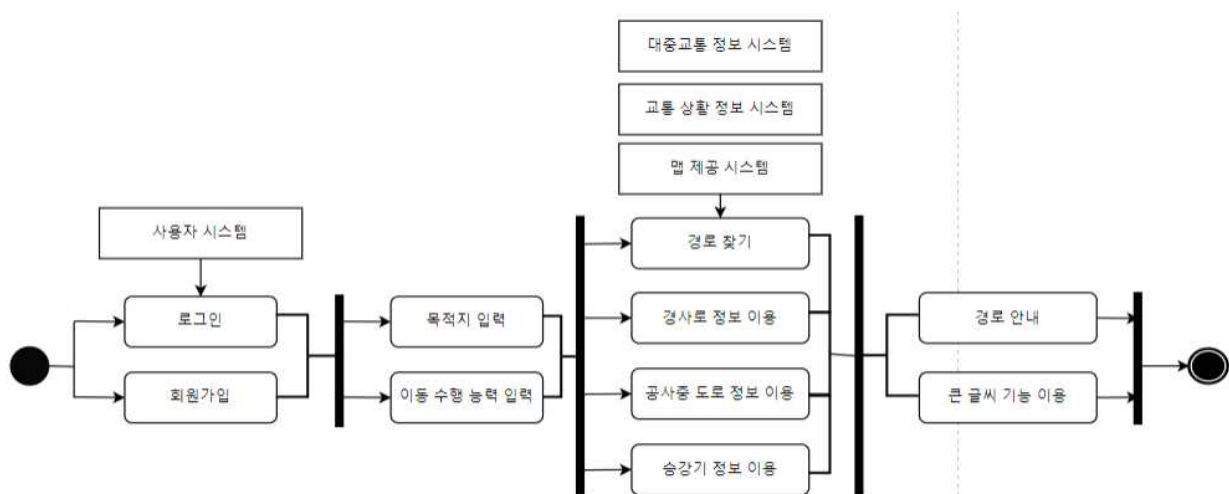 대중교통 정보 시스템
교통 상황 정보 시스템
맵 제공 시스템
사용자 시스템
경로 찾기
로그인
목적지 입력
경사로 정보 이용
경로 안내
회원가입
이동 수행 능력 입력
공사중 도로 정보 이용
큰 글씨 기능 이용
승강기 정보 이용